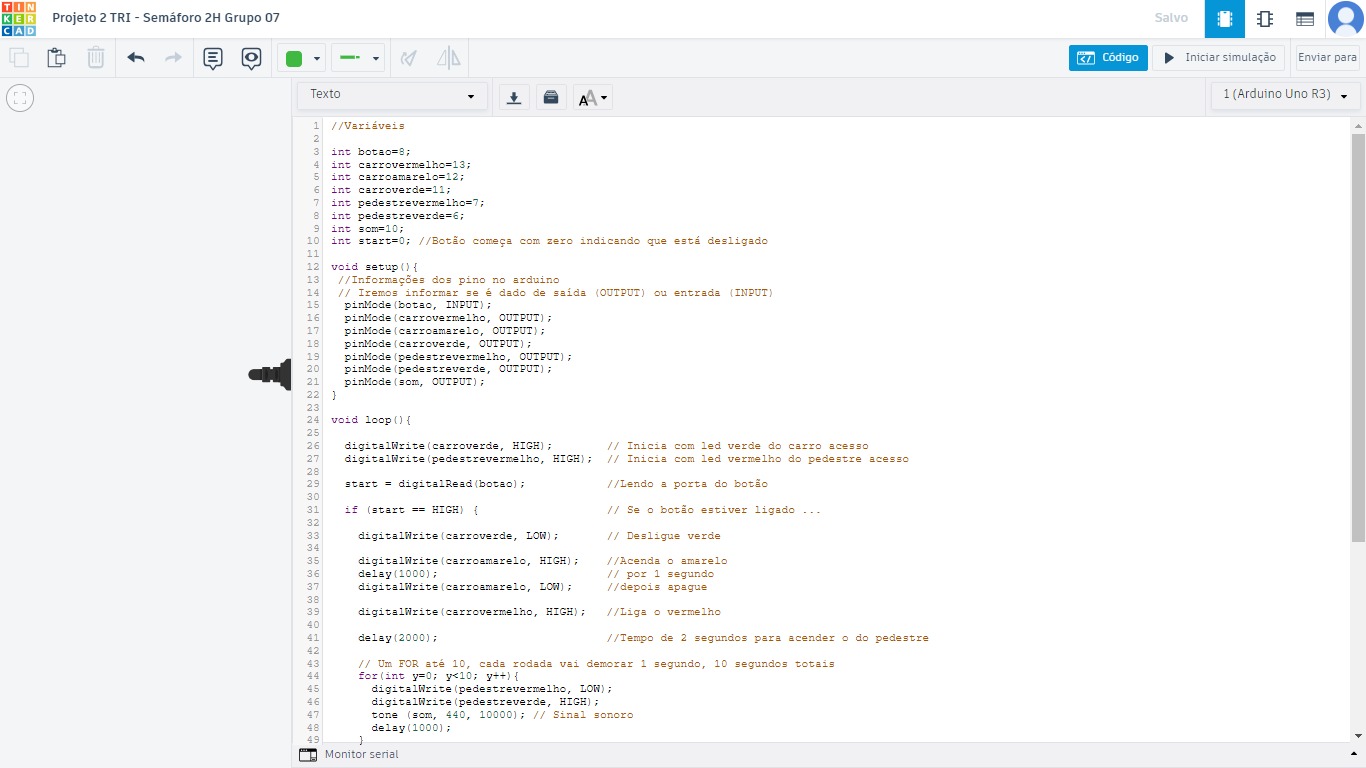 TIN
KER
CAD
Projeto 2 TRI - Semáforo 2H Grupo 07
Salvo
Código
Iniciar simulação
Enviar para
Texto
AA
1 (Arduino Uno R3)
1 //Variáveis
2
3 int botao=8;
4 int carrovermelho=13;
5 int carroamarelo=12;
6 int carroverde=11;
7 int pedestrevermelho=7;
8 int pedestreverde=6;
9 int som=10;
10 int start=0; //Botão começa com zero indicando que está desligado
11
12 void setup(){
13 //Informações dos pino no arduino
14 // Iremos informar se é dado de saída (OUTPUT) ou entrada (INPUT)
15 pinMode(botao, INPUT);
16 pinMode(carrovermelho, OUTPUT);
17 pinMode(carroamarelo, OUTPUT);
18 pinMode(carroverde, OUTPUT);
19 pinMode(pedestrevermelho, OUTPUT);
20 pinMode(pedestreverde, OUTPUT);
21 pinMode(som, OUTPUT);
22 }
23
24 void loop(){
25
26 digitalWrite(carroverde, HIGH); // Inicia com led verde do carro acesso
27 digitalWrite(pedestrevermelho, HIGH); // Inicia com led vermelho do pedestre acesso
28
29 start = digitalRead(botao); //Lendo a porta do botão
30
31 if (start == HIGH) { // Se o botão estiver ligado ...
32
33 digitalWrite(carroverde, LOW); // Desligue verde
34
35 digitalWrite(carroamarelo, HIGH); //Acenda o amarelo
36 delay(1000); // por 1 segundo
37 digitalWrite(carroamarelo, LOW); //depois apague
38
39 digitalWrite(carrovermelho, HIGH); //Liga o vermelho
40
41 delay(2000); //Tempo de 2 segundos para acender o do pedestre
42
43 // Um FOR até 10, cada rodada vai demorar 1 segundo, 10 segundos totais
44 for(int y=0; y<10; y++){
45 digitalWrite(pedestrevermelho, LOW);
46 digitalWrite(pedestreverde, HIGH);
47 tone (som, 440, 10000); // Sinal sonoro
48 delay(1000);
49 }
Monitor serial